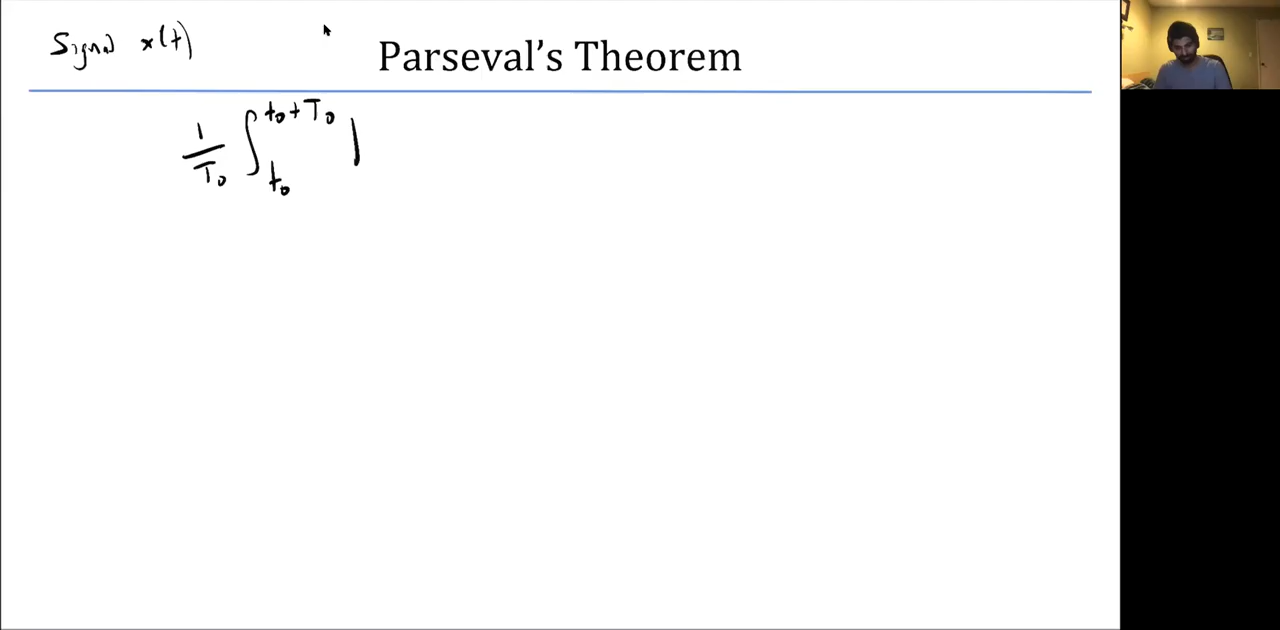 Signal x(t)
Parseval's Theorem
1/T₀ ∫_{t₀}^{t₀+T₀} |